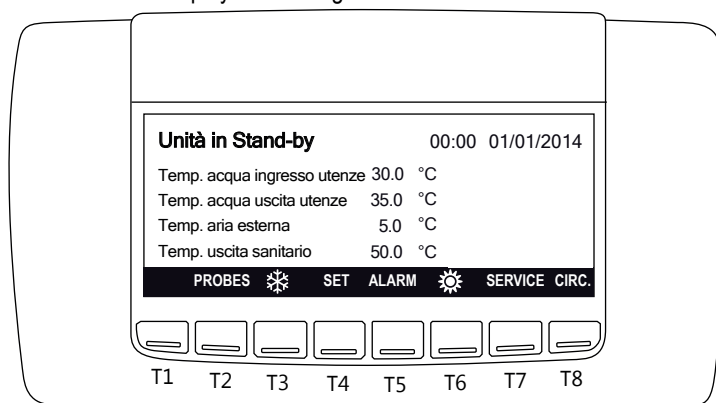 Unità in Stand-by 00:00 01/01/2014
Temp. acqua ingresso utenze 30.0 °C
Temp. acqua uscita utenze 35.0 °C
Temp. aria esterna 5.0 °C
Temp. uscita sanitario 50.0 °C
PROBES SET ALARM SERVICE CIRC.
T1 T2 T3 T4 T5 T6 T7 T8